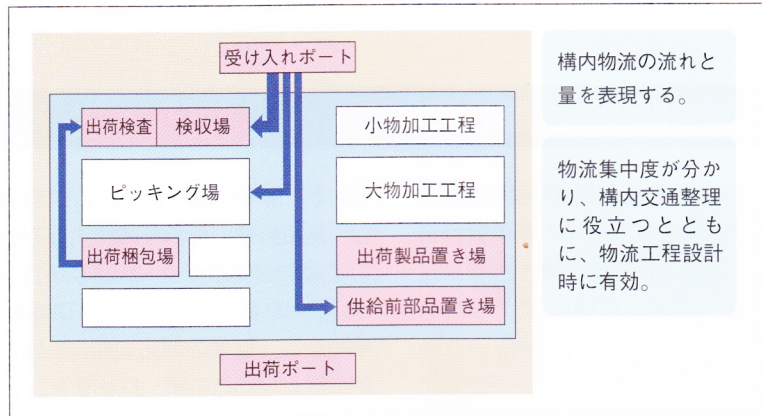 受け入れポート
出荷検査
検収場
小物加工工程
ピッキング場
大物加工工程
出荷梱包場
出荷製品置き場
供給前部品置き場
出荷ポート
構内物流の流れと
量を表現する。
物流集中度が分か
り、構内交通整理
に役立つととも
に、物流工程設計
時に有効。